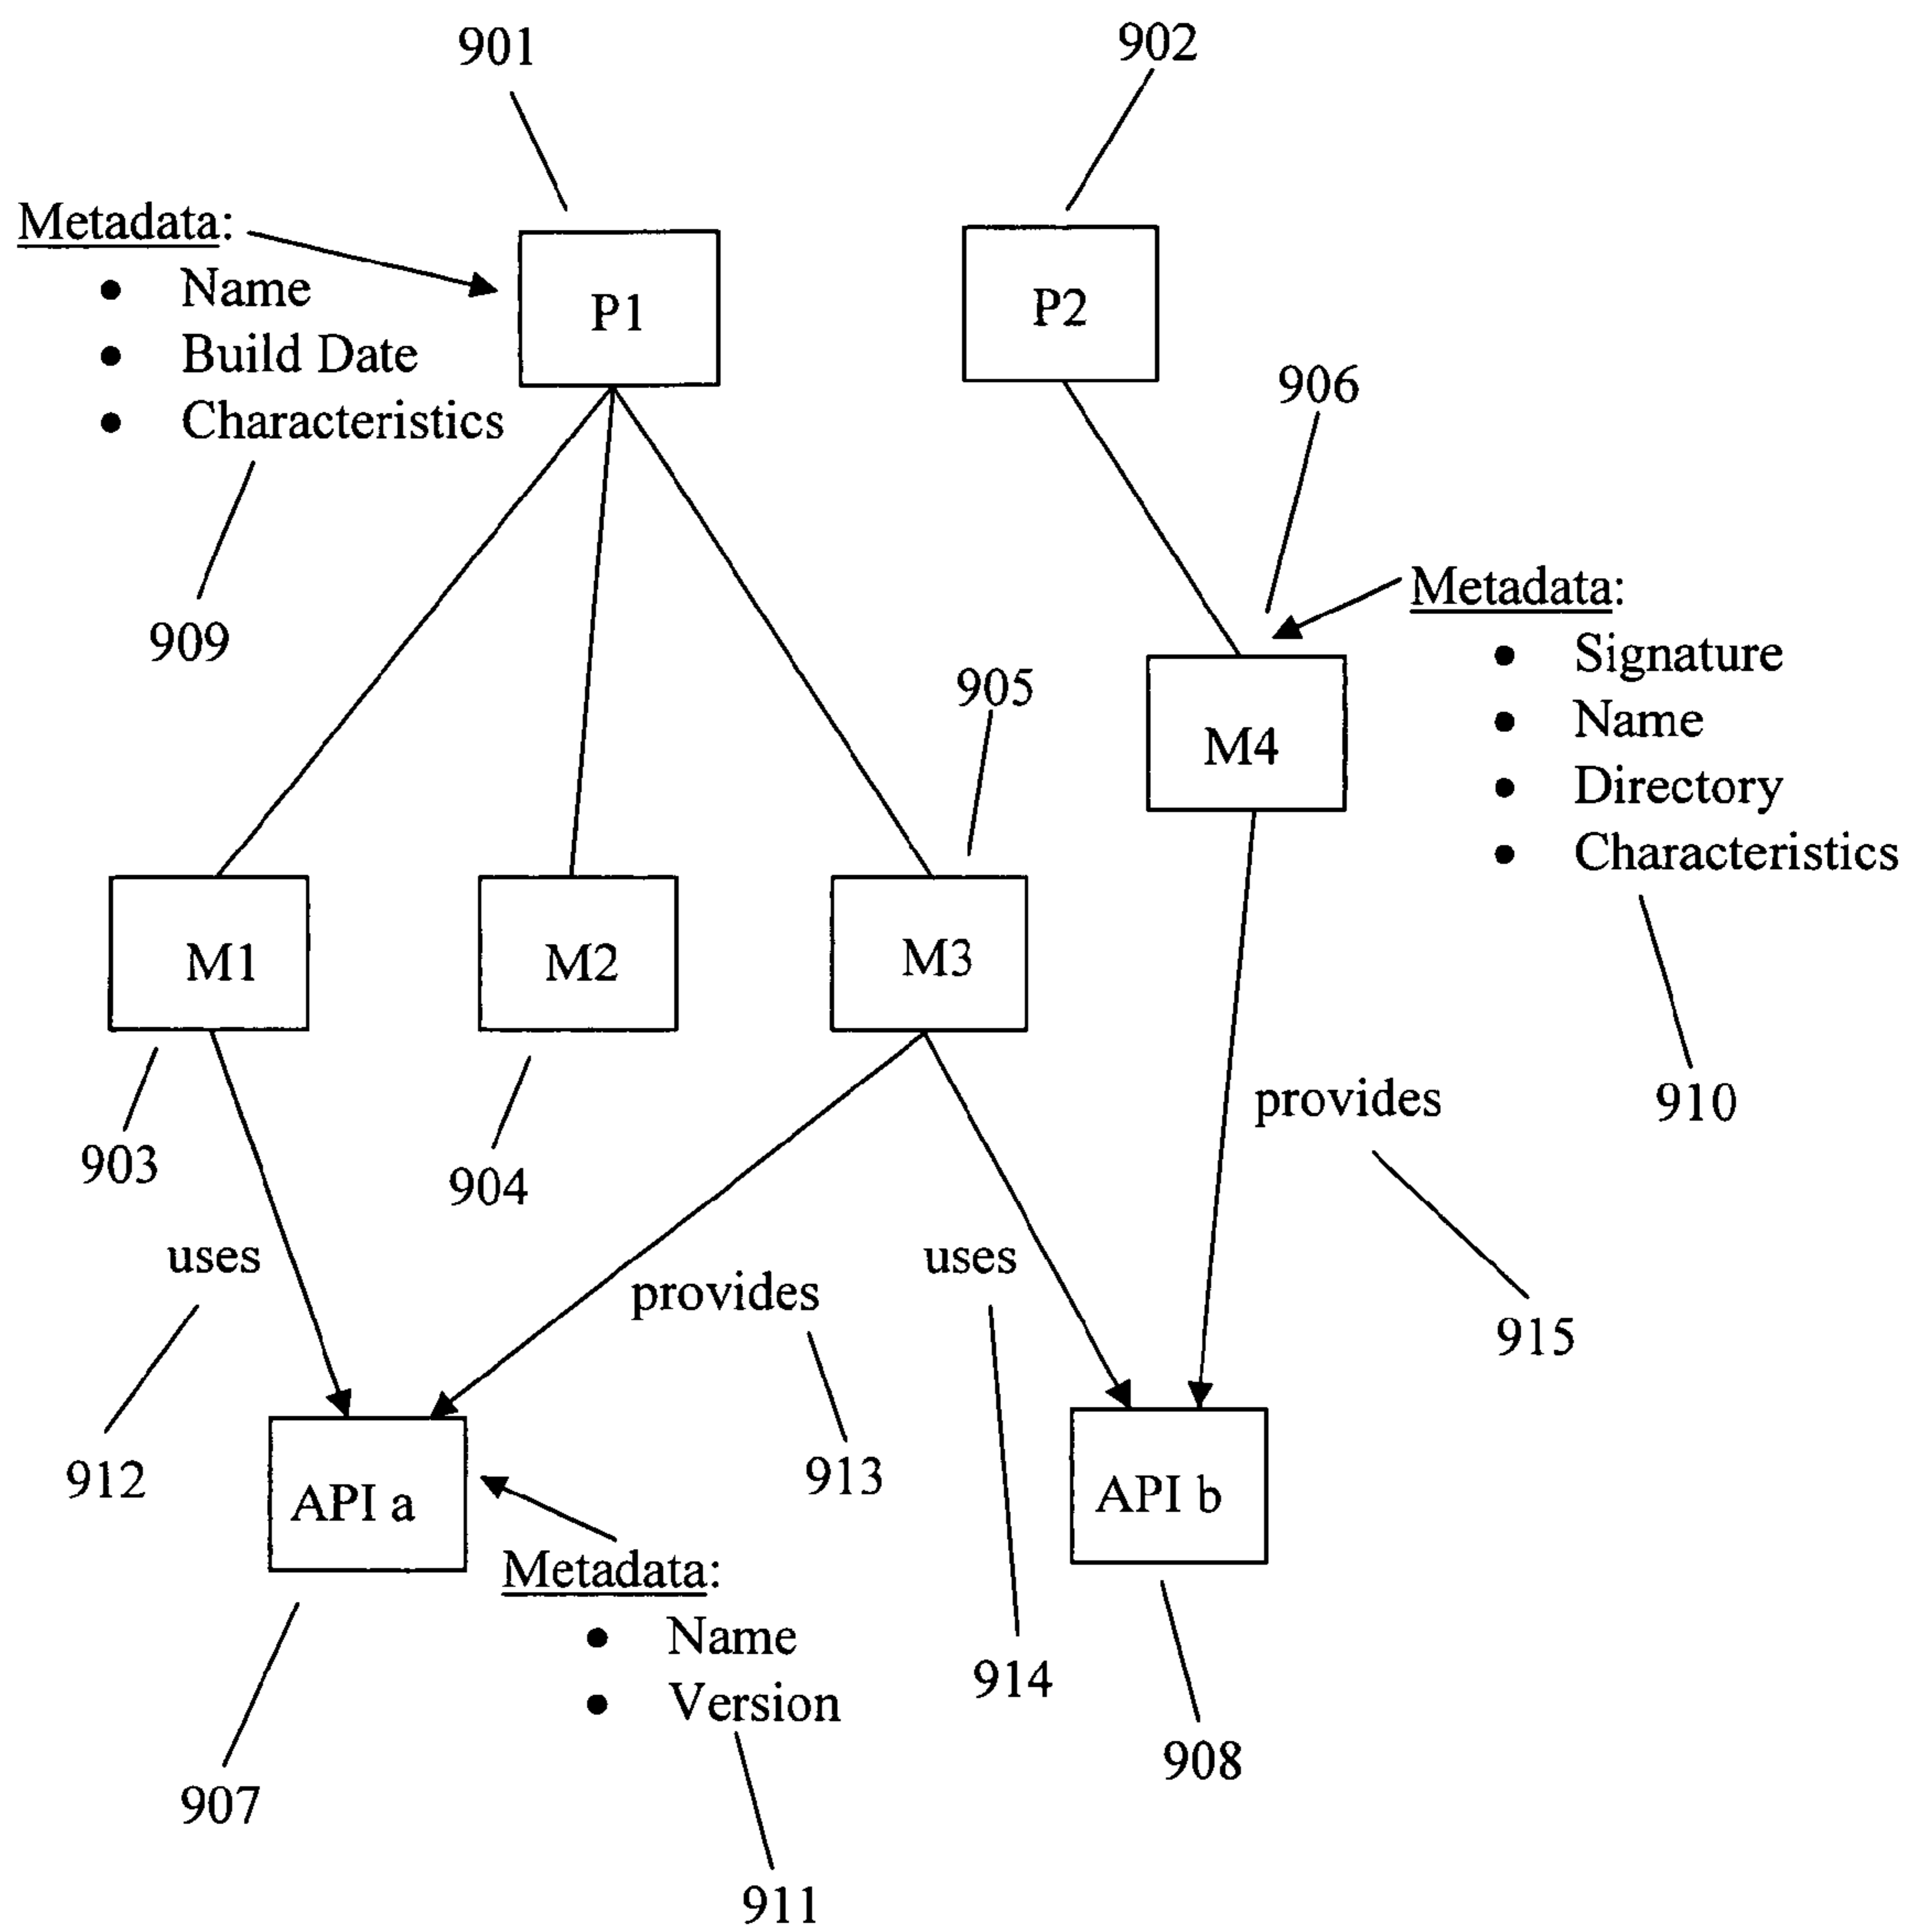 901
902
Metadata:
• Name
• Build Date
• Characteristics
P1
P2
906
909
Metadata:
• Signature
• Name
• Directory
• Characteristics
905
M4
M1
M2
M3
903
904
provides
910
uses
provides
uses
915
912
913
API a
API b
Metadata:
• Name
• Version
914
908
907
911